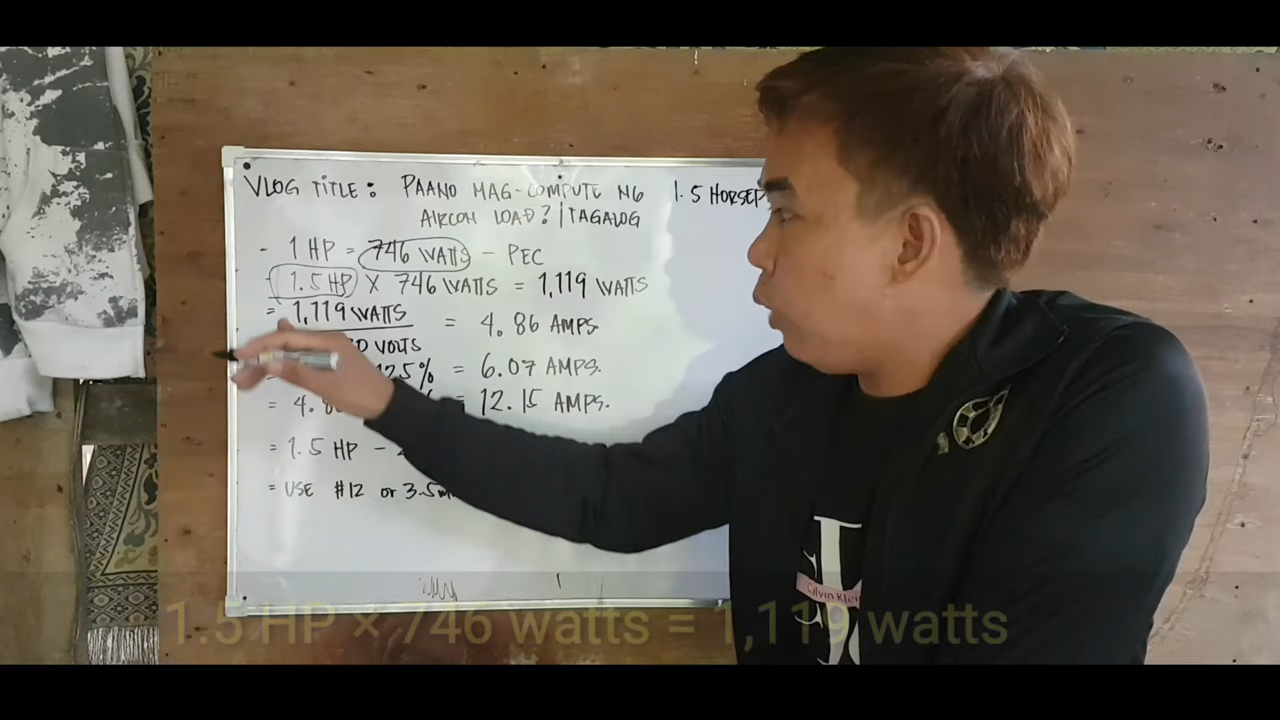 VLOG TITLE: PAANO MAG-COMPUTE NG 1.5 HORSEP
AIRCON LOAD? | TAGALOG
- 1 HP = 746 WATTS - PEC
- 1.5 HP X 746 WATTS = 1,119 WATTS
= 1,119 WATTS = 4.86 AMPS.
VOLTS
125% = 6.07 AMPS.
= 4.8 = 12.15 AMPS.
= 1.5 HP -
= USE #12 or 3.5m
Calvin Klein
1.5 HP × 746 watts = 1,119 watts